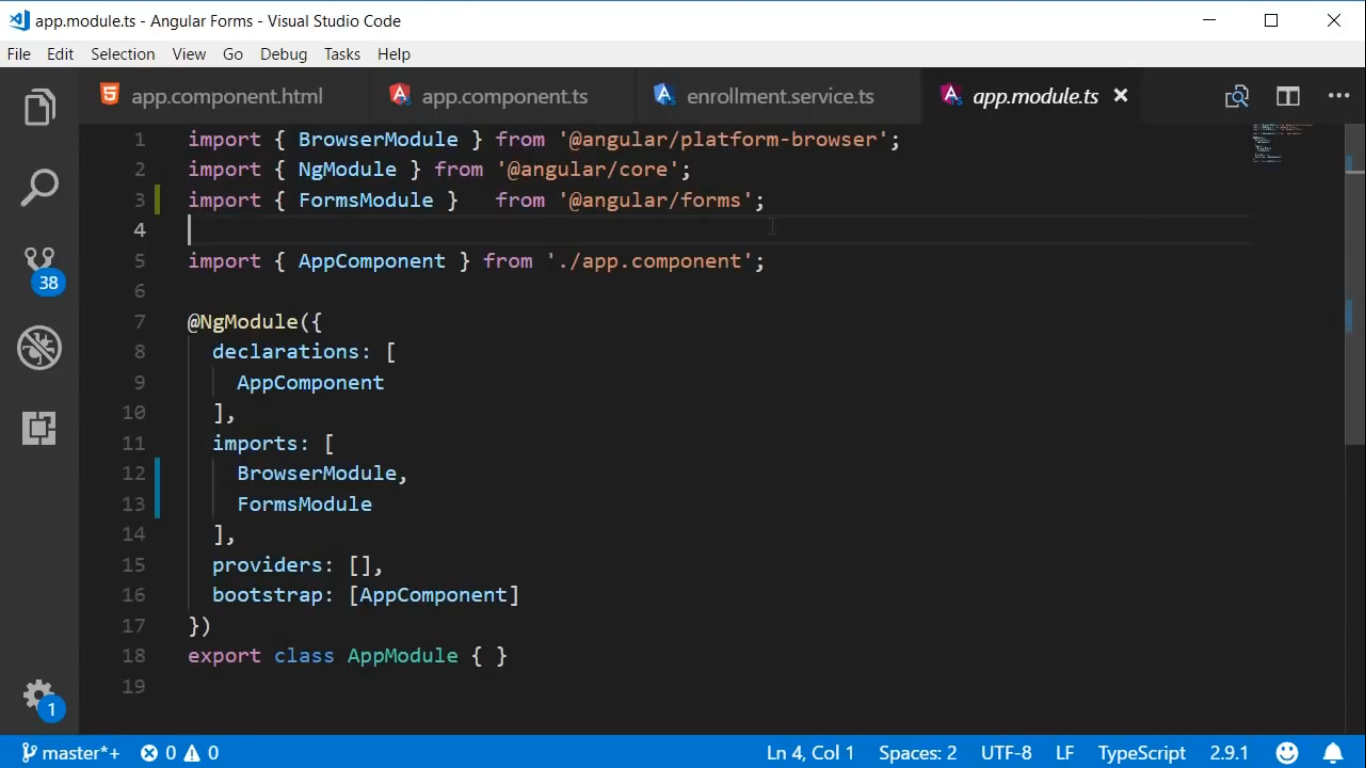 app.module.ts - Angular Forms - Visual Studio Code
File Edit Selection View Go Debug Tasks Help
app.component.html app.component.ts enrollment.service.ts app.module.ts
1 import { BrowserModule } from '@angular/platform-browser';
2 import { NgModule } from '@angular/core';
3 import { FormsModule }   from '@angular/forms';
4
5 import { AppComponent } from './app.component';
6
7 @NgModule({
8   declarations: [
9     AppComponent
10   ],
11   imports: [
12     BrowserModule,
13     FormsModule
14   ],
15   providers: [],
16   bootstrap: [AppComponent]
17 })
18 export class AppModule { }
19
38
1
master*+ 0 0 Ln 4, Col 1 Spaces: 2 UTF-8 LF TypeScript 2.9.1